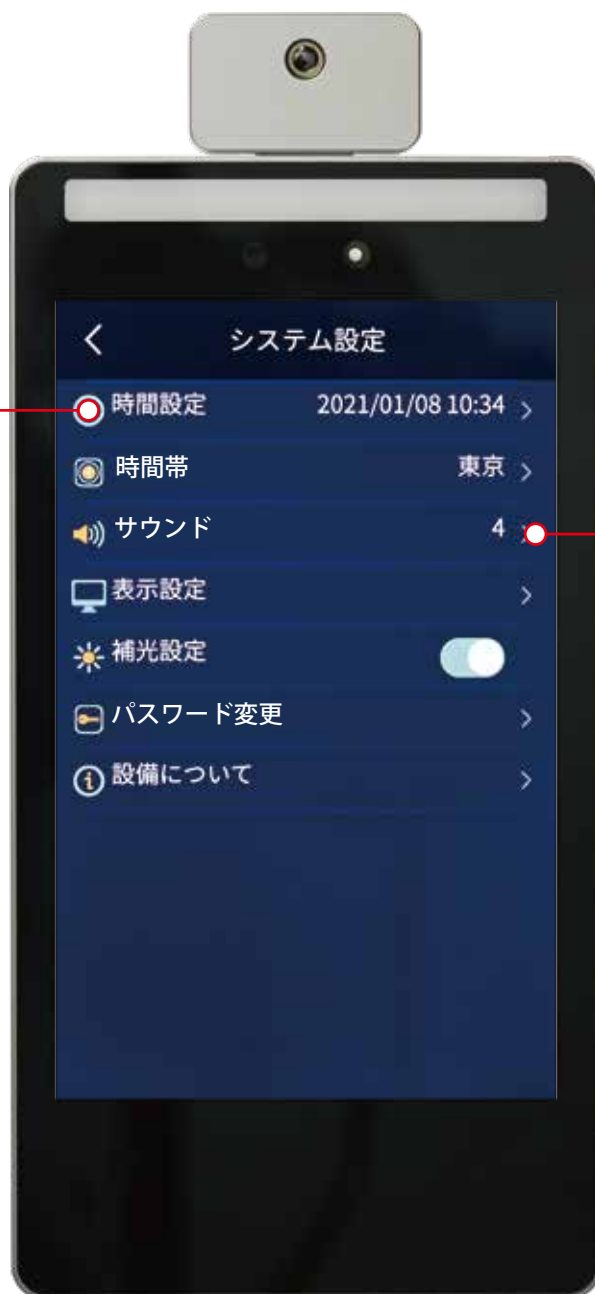 システム設定
時間設定 2021/01/08 10:34
時間帯 東京
サウンド 4
表示設定
補光設定
パスワード変更
設備について